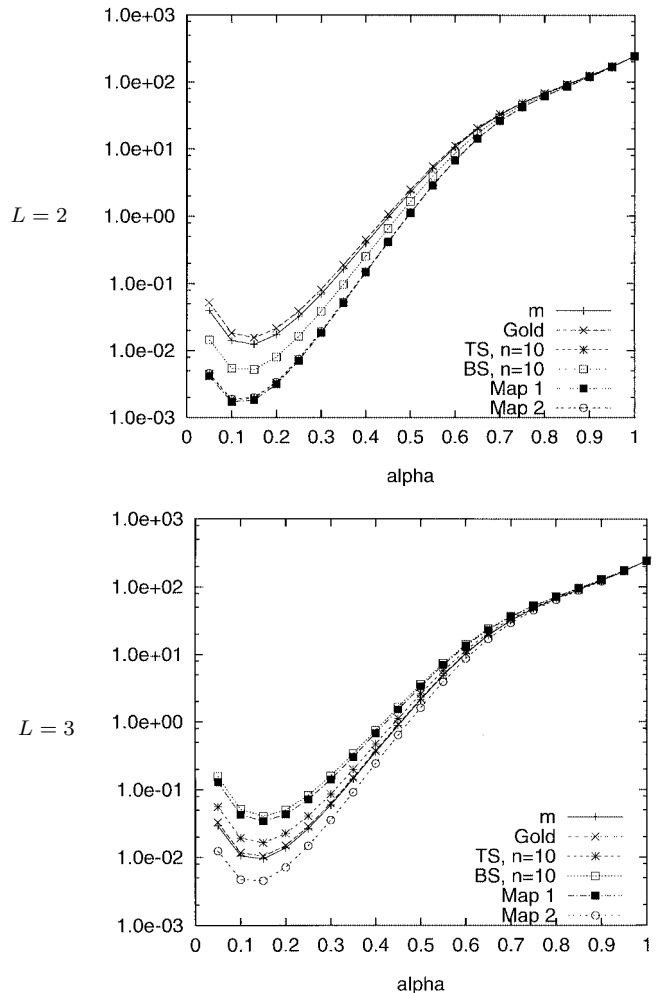 1.0e+03
1.0e+02
1.0e+01
1.0e+00
1.0e-01
1.0e-02
1.0e-03
L = 2
m
Gold
TS, n=10
BS, n=10
Map 1
Map 2
0 0.1 0.2 0.3 0.4 0.5 0.6 0.7 0.8 0.9 1
alpha
1.0e+03
1.0e+02
1.0e+01
1.0e+00
1.0e-01
1.0e-02
1.0e-03
L = 3
m
Gold
TS, n=10
BS, n=10
Map 1
Map 2
0 0.1 0.2 0.3 0.4 0.5 0.6 0.7 0.8 0.9 1
alpha